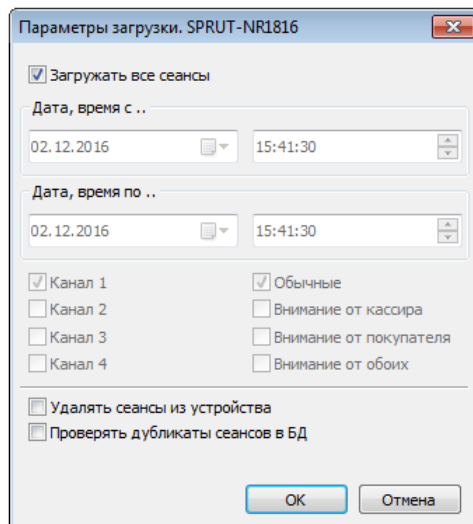 Параметры загрузки. SPRUT-NR1816
Загружать все сеансы
Дата, время с ..
02.12.2016 15:41:30
Дата, время по ..
02.12.2016 15:41:30
Канал 1 Обычные
Канал 2 Внимание от кассира
Канал 3 Внимание от покупателя
Канал 4 Внимание от обоих
Удалять сеансы из устройства
Проверять дубликаты сеансов в БД
OK Отмена